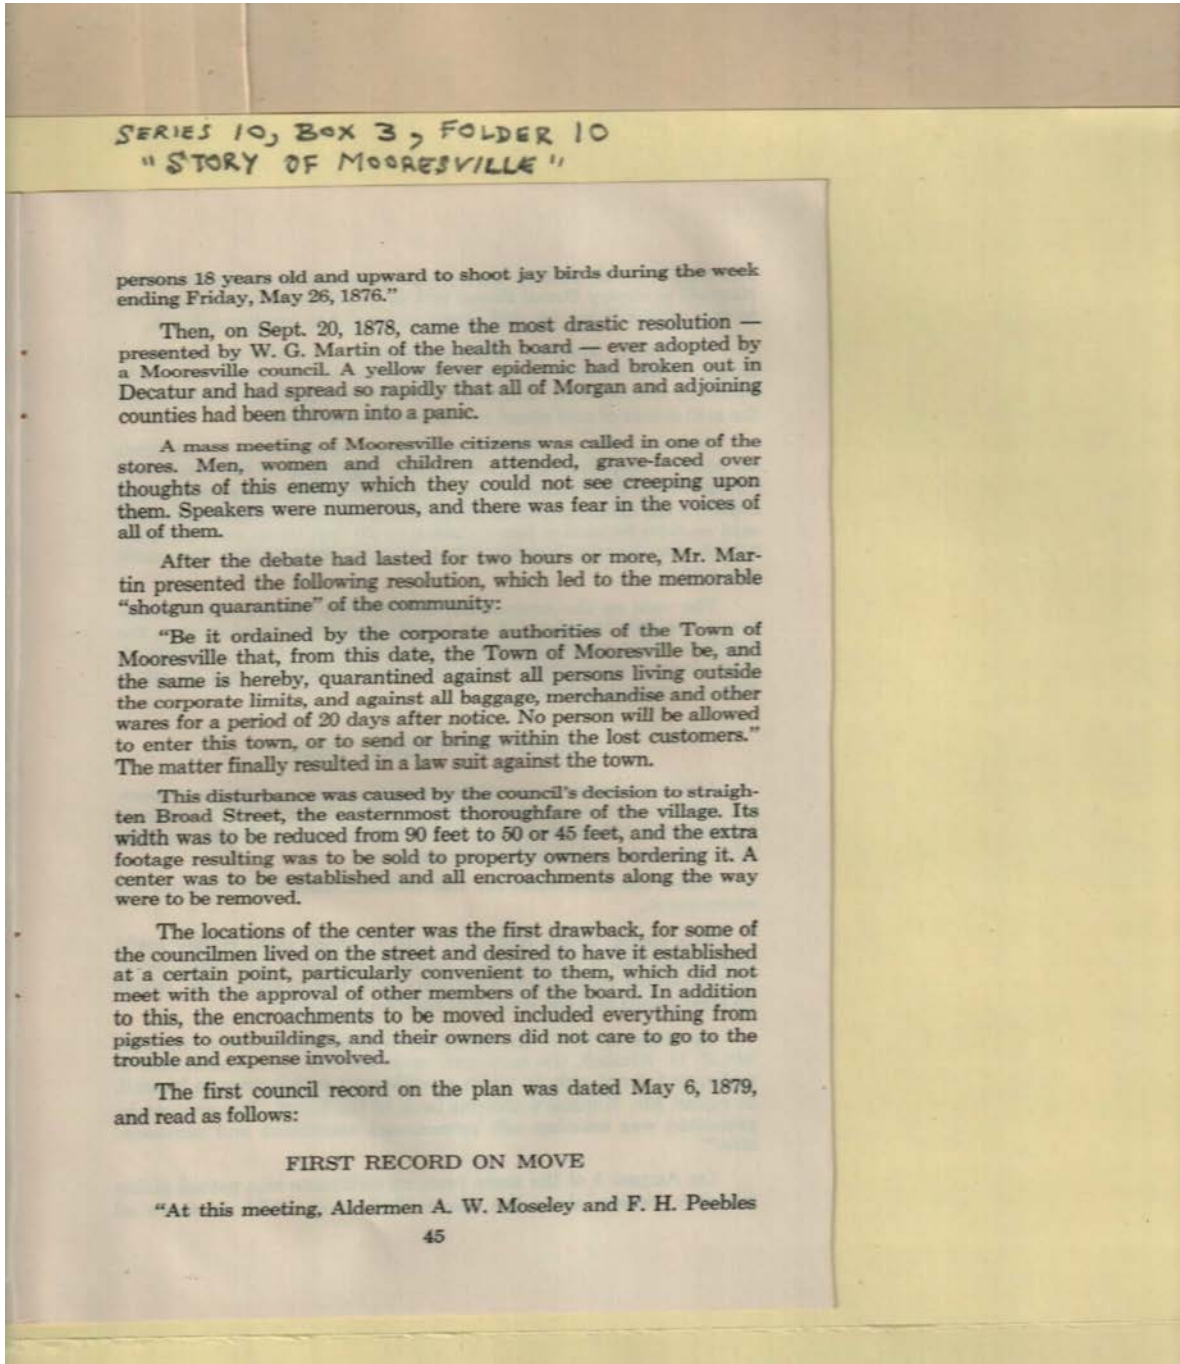 SERIES 10, BOX 3, FOLDER 10
"STORY OF MOORESVILLE"
persons 18 years old and upward to shoot jay birds during the week
ending Friday, May 26, 1876.”
Then, on Sept. 20, 1878, came the most drastic resolution —
presented by W. G. Martin of the health board — ever adopted by
a Mooresville council. A yellow fever epidemic had broken out in
Decatur and had spread so rapidly that all of Morgan and adjoining
counties had been thrown into a panic.
A mass meeting of Mooresville citizens was called in one of the
stores. Men, women and children attended, grave-faced over
thoughts of this enemy which they could not see creeping upon
them. Speakers were numerous, and there was fear in the voices of
all of them.
After the debate had lasted for two hours or more, Mr. Mar-
tin presented the following resolution, which led to the memorable
“shotgun quarantine” of the community:
“Be it ordained by the corporate authorities of the Town of
Mooresville that, from this date, the Town of Mooresville be, and
the same is hereby, quarantined against all persons living outside
the corporate limits, and against all baggage, merchandise and other
wares for a period of 20 days after notice. No person will be allowed
to enter this town, or to send or bring within the lost customers.”
The matter finally resulted in a law suit against the town.
This disturbance was caused by the council's decision to straigh-
ten Broad Street, the easternmost thoroughfare of the village. Its
width was to be reduced from 90 feet to 50 or 45 feet, and the extra
footage resulting was to be sold to property owners bordering it. A
center was to be established and all encroachments along the way
were to be removed.
The locations of the center was the first drawback, for some of
the councilmen lived on the street and desired to have it established
at a certain point, particularly convenient to them, which did not
meet with the approval of other members of the board. In addition
to this, the encroachments to be moved included everything from
pigsties to outbuildings, and their owners did not care to go to the
trouble and expense involved.
The first council record on the plan was dated May 6, 1879,
and read as follows:
FIRST RECORD ON MOVE
“At this meeting, Aldermen A. W. Moseley and F. H. Peebles
45